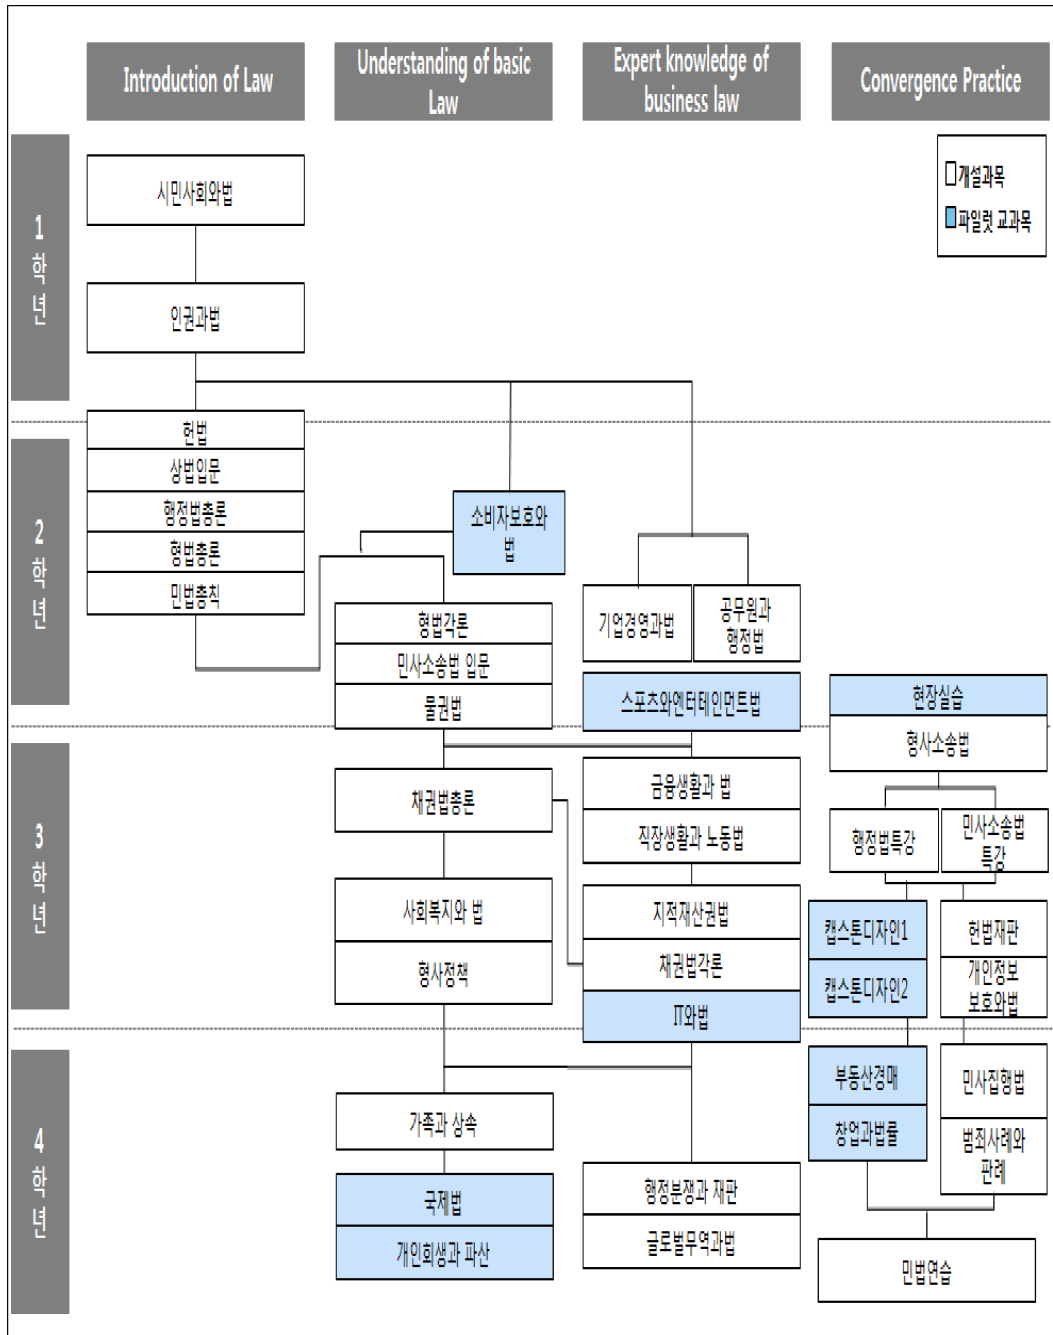 Introduction of Law
Understanding of basic
Law
Expert knowledge of
business law
Convergence Practice
1
학
년
시민사회와법
인권과법
개설과목
파일럿 교과목
2
학
년
헌법
상법입문
행정법총론
형법총론
민법총칙
소비자보호와
법
형법각론
민사소송법 입문
물권법
기업경영과법
공무원과
행정법
스포츠와엔터테인먼트법
현장실습
3
학
년
형사소송법
채권법총론
금융생활과 법
직장생활과 노동법
행정법특강
민사소송법
특강
사회복지와 법
형사정책
지적재산권법
채권법각론
IT와법
캡스톤디자인1
캡스톤디자인2
헌법재판
개인정보
보호와법
4
학
년
가족과 상속
국제법
개인회생과 파산
행정분쟁과 재판
글로벌무역과법
부동산경매
창업과법률
민사집행법
범죄사례와
판례
민법연습